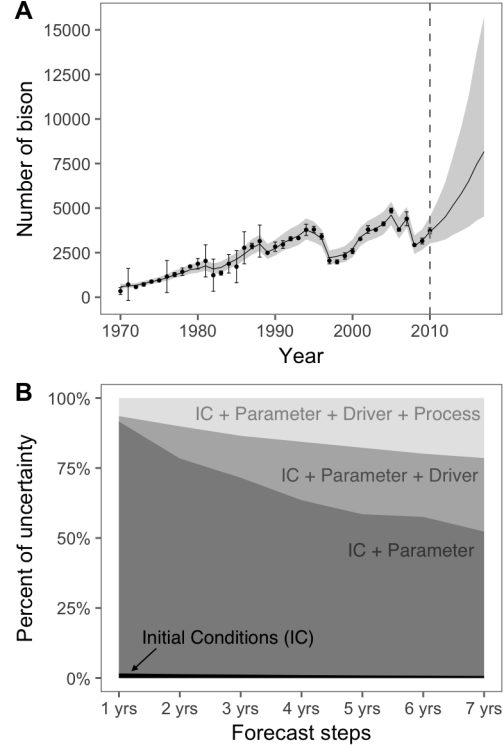 A
15000
12500
10000
7500
5000
2500
0
Number of bison
1970
1980
1990
2000
2010
Year
B
100%
75%
50%
25%
0%
Percent of uncertainty
IC + Parameter + Driver + Process
IC + Parameter + Driver
IC + Parameter
Initial Conditions (IC)
1 yrs
2 yrs
3 yrs
4 yrs
5 yrs
6 yrs
7 yrs
Forecast steps